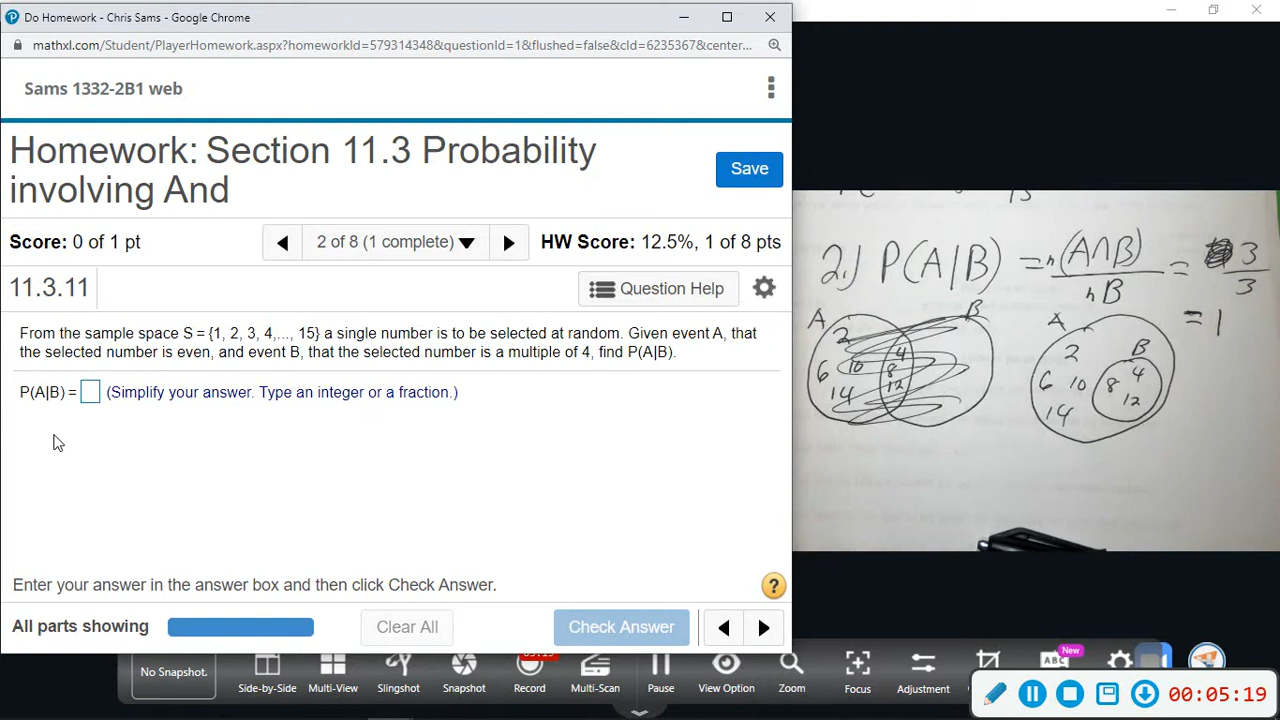 Do Homework - Chris Sams - Google Chrome
mathxl.com/Student/PlayerHomework.aspx?homeworkId=579314348&questionId=1&flushed=false&cId=6235367&center...
Sams 1332-2B1 web
Homework: Section 11.3 Probability
involving And
Save
Score: 0 of 1 pt
2 of 8 (1 complete)
HW Score: 12.5%, 1 of 8 pts
11.3.11
Question Help
From the sample space S = {1, 2, 3, 4,..., 15} a single number is to be selected at random. Given event A, that
the selected number is even, and event B, that the selected number is a multiple of 4, find P(A|B).
P(A|B) = (Simplify your answer. Type an integer or a fraction.)
Enter your answer in the answer box and then click Check Answer.
?
All parts showing
Clear All
Check Answer
2.) P(A|B) = n(A∩B) / nB = 3 / 3
= 1
A B
2
6 10 4
8
14 12
A
2 B
6 10 8 4
14 12
No Snapshot.
Side-by-Side
Multi-View
Slingshot
Snapshot
Record
Multi-Scan
Pause
View Option
Zoom
Focus
Adjustment
New
ABC
00:05:19